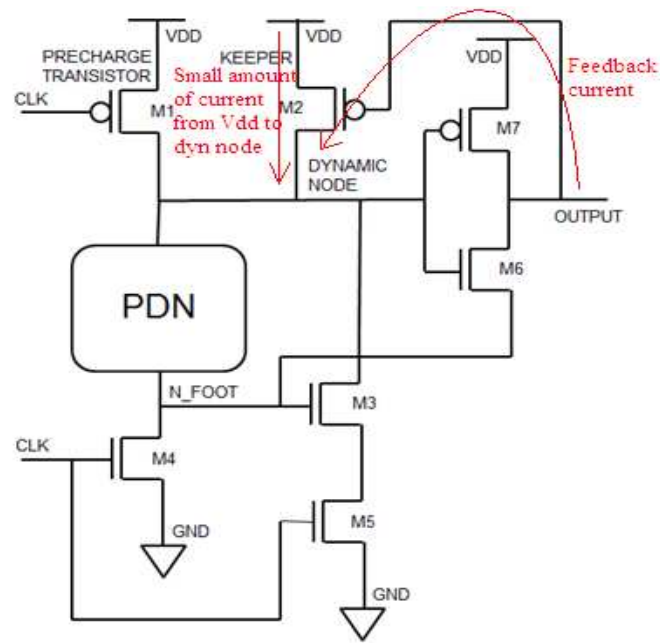 VDD
VDD
PRECHARGE
TRANSISTOR
KEEPER
VDD
Feedback
current
Small amount
of current
from Vdd to
dyn node
CLK
M1
M2
M7
DYNAMIC
NODE
OUTPUT
M6
PDN
N_FOOT
M3
CLK
M4
M5
GND
GND